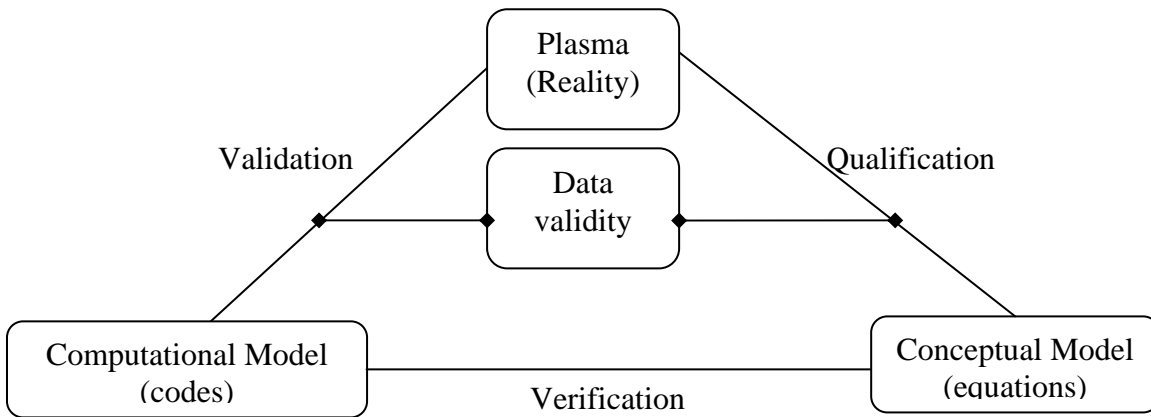 Plasma
(Reality)
Validation
Qualification
Data
validity
Computational Model
(codes)
Conceptual Model
(equations)
Verification